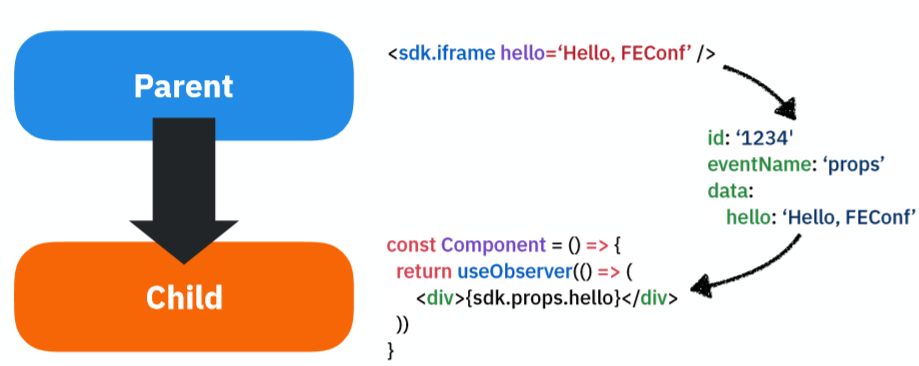 Parent
<sdk.iframe hello=‘Hello, FEConf’ />
id: ‘1234'
eventName: ‘props’
data:
hello: ‘Hello, FEConf’
Child
const Component = () => {
return useObserver(() => (
<div>{sdk.props.hello}</div>
))
}